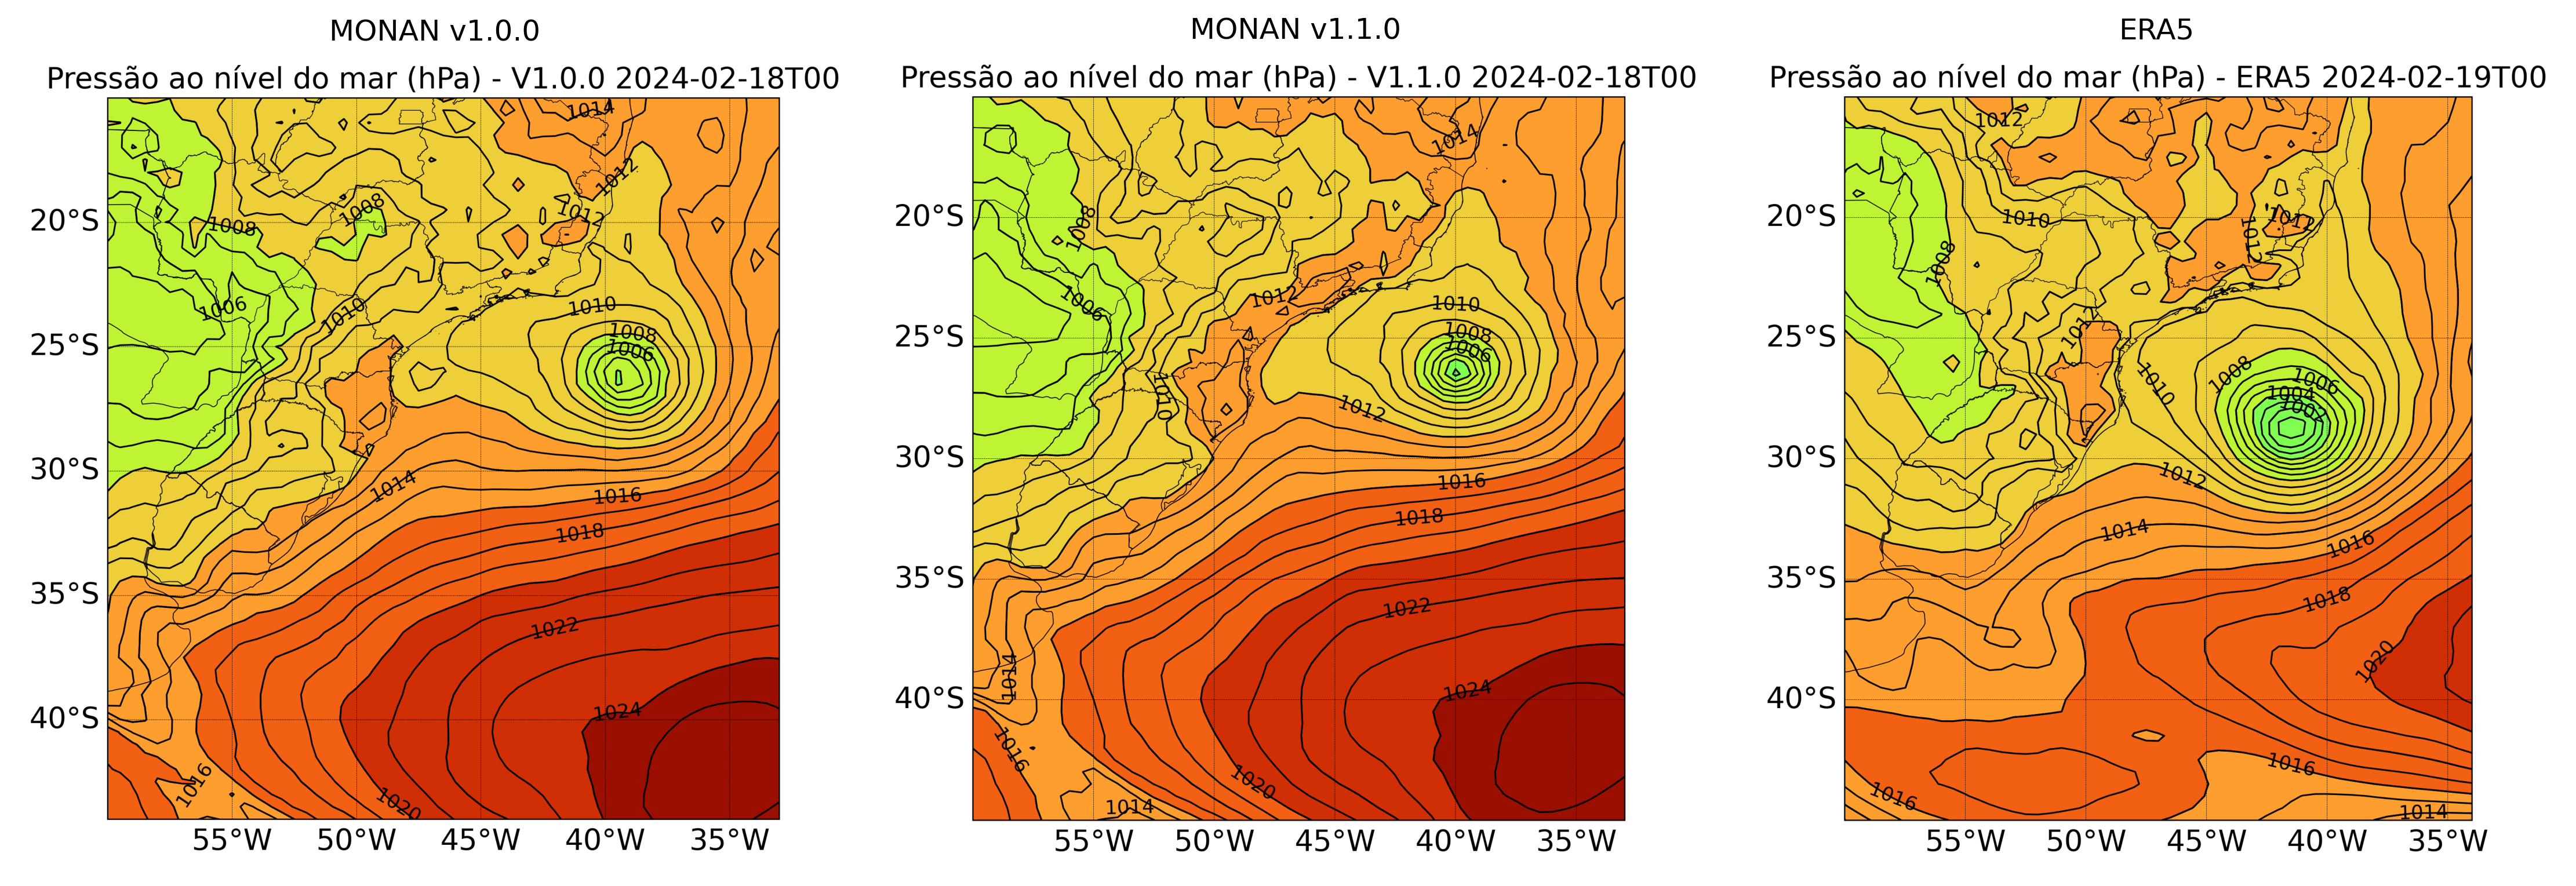 MONAN v1.0.0
Pressão ao nível do mar (hPa) - V1.0.0 2024-02-18T00
1014
1012
1008
1012
1008
1006
1010
1010
1008
1006
1014
1016
1018
1022
1024
1016
1020
20°S
25°S
30°S
35°S
40°S
55°W
50°W
45°W
40°W
35°W
MONAN v1.1.0
Pressão ao nível do mar (hPa) - V1.1.0 2024-02-18T00
1014
1008
1006
1012
1010
1008
1006
1010
1012
1016
1018
1022
1014
1024
1016
1020
1014
20°S
25°S
30°S
35°S
40°S
55°W
50°W
45°W
40°W
35°W
ERA5
Pressão ao nível do mar (hPa) - ERA5 2024-02-19T00
1012
1010
1012
1012
1008
1012
1010
1008
1006
1004
1002
1012
1014
1016
1018
1020
1016
1016
1014
20°S
25°S
30°S
35°S
40°S
55°W
50°W
45°W
40°W
35°W